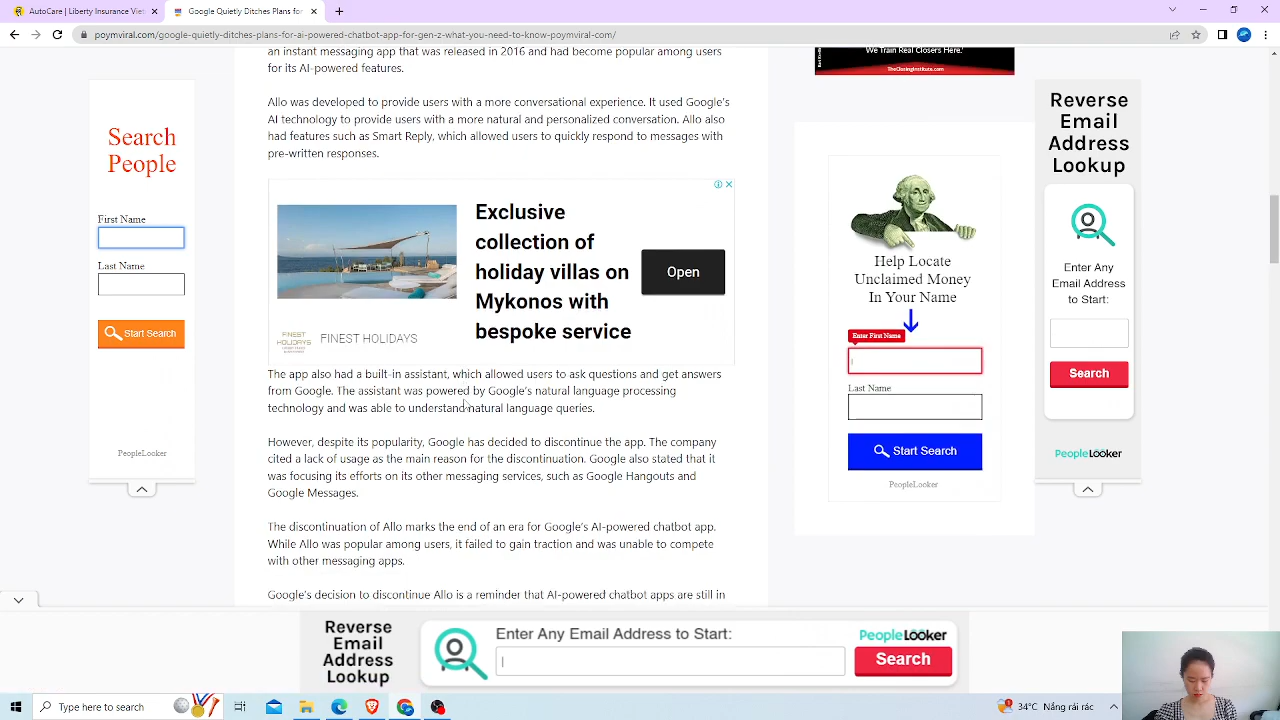 AutoCare | Liberty Insurance Vie
Google Quietly Ditches Plans for
poymviral.com/google-quietly-ditches-plans-for-ai-powered-chatbot-app-for-gen-z-what-you-need-to-know-poymviral-com/
an instant messaging app that was released in 2016 and had become popular among users
for its AI-powered features.
Allo was developed to provide users with a more conversational experience. It used Google's
AI technology to provide users with a more natural and personalized conversation. Allo also
had features such as Smart Reply, which allowed users to quickly respond to messages with
pre-written responses.
Exclusive
collection of
holiday villas on
Mykonos with
bespoke service
Open
FINEST
HOLIDAYS
FINEST HOLIDAYS
The app also had a built-in assistant, which allowed users to ask questions and get answers
from Google. The assistant was powered by Google's natural language processing
technology and was able to understand natural language queries.
However, despite its popularity, Google has decided to discontinue the app. The company
cited a lack of usage as the main reason for the discontinuation. Google also stated that it
was focusing its efforts on its other messaging services, such as Google Hangouts and
Google Messages.
The discontinuation of Allo marks the end of an era for Google's AI-powered chatbot app.
While Allo was popular among users, it failed to gain traction and was unable to compete
with other messaging apps.
Google's decision to discontinue Allo is a reminder that AI-powered chatbot apps are still in
Search
People
First Name
Last Name
Start Search
PeopleLooker
We Train Real Closers Here.'
TheClosingInstitute.com
Help Locate
Unclaimed Money
In Your Name
Enter First Name
Last Name
Start Search
PeopleLooker
Reverse
Email
Address
Lookup
Enter Any
Email Address
to Start:
Search
PeopleLooker
Reverse
Email
Address
Lookup
Enter Any Email Address to Start:
PeopleLooker
Search
Type here to search
34°C Nắng rải rác